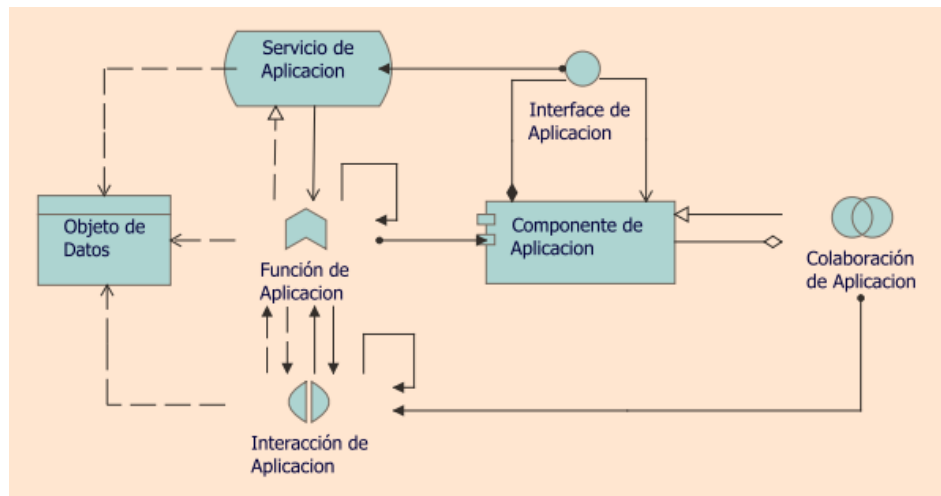 Servicio de
Aplicacion
Interface de
Aplicacion
Objeto de
Datos
Componente de
Aplicacion
Función de
Aplicacion
Colaboración
de Aplicacion
Interacción de
Aplicacion